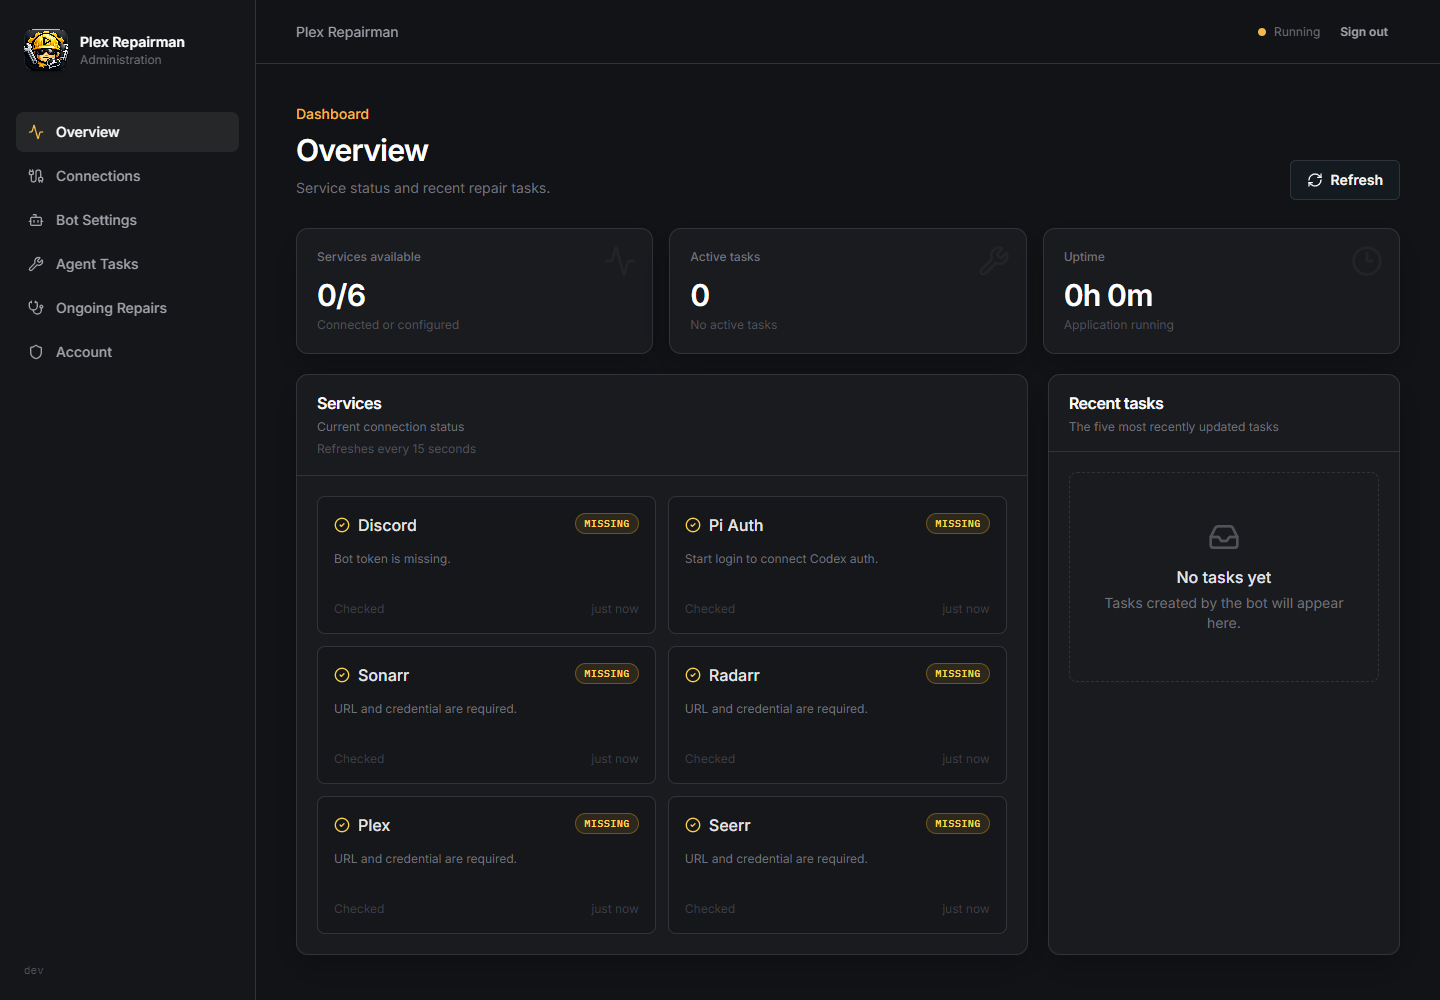 Plex Repairman
Administration
Overview
Connections
Bot Settings
Agent Tasks
Ongoing Repairs
Account
dev
Plex Repairman
Running
Sign out
Dashboard
Overview
Service status and recent repair tasks.
Refresh
Services available
0/6
Connected or configured
Active tasks
0
No active tasks
Uptime
0h 0m
Application running
Services
Current connection status
Refreshes every 15 seconds
Discord
MISSING
Bot token is missing.
Checked
just now
Pi Auth
MISSING
Start login to connect Codex auth.
Checked
just now
Sonarr
MISSING
URL and credential are required.
Checked
just now
Radarr
MISSING
URL and credential are required.
Checked
just now
Plex
MISSING
URL and credential are required.
Checked
just now
Seerr
MISSING
URL and credential are required.
Checked
just now
Recent tasks
The five most recently updated tasks
No tasks yet
Tasks created by the bot will appear
here.